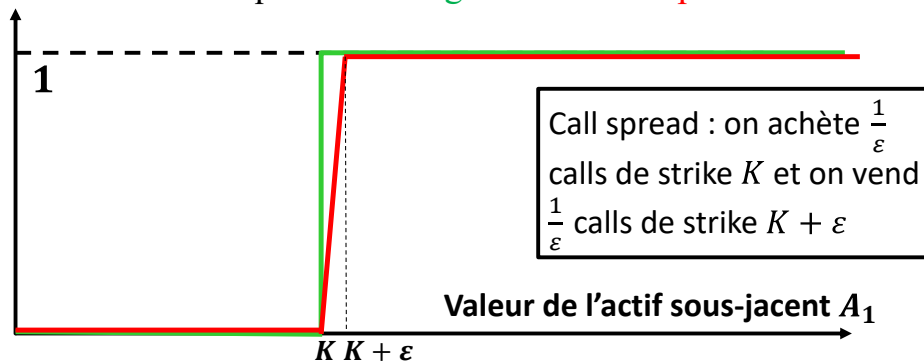 1
Call spread : on achète 1/ε
calls de strike K et on vend
1/ε calls de strike K + ε
Valeur de l’actif sous-jacent A₁
K K + ε